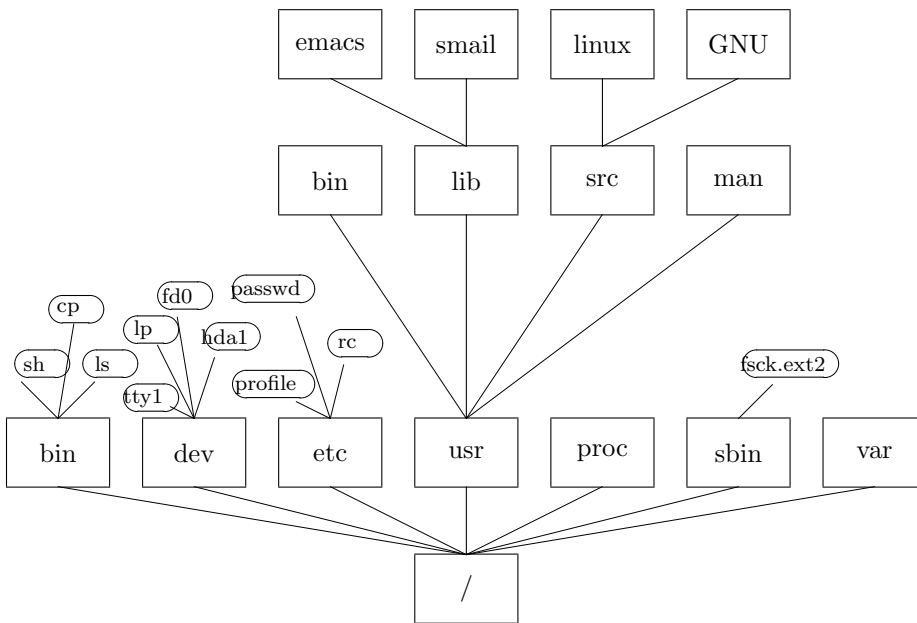 emacs
smail
linux
GNU
bin
lib
src
man
fd0
passwd
cp
lp
hda1
rc
sh
ls
fsck.ext2
profile
tty1
bin
dev
etc
usr
proc
sbin
var
/